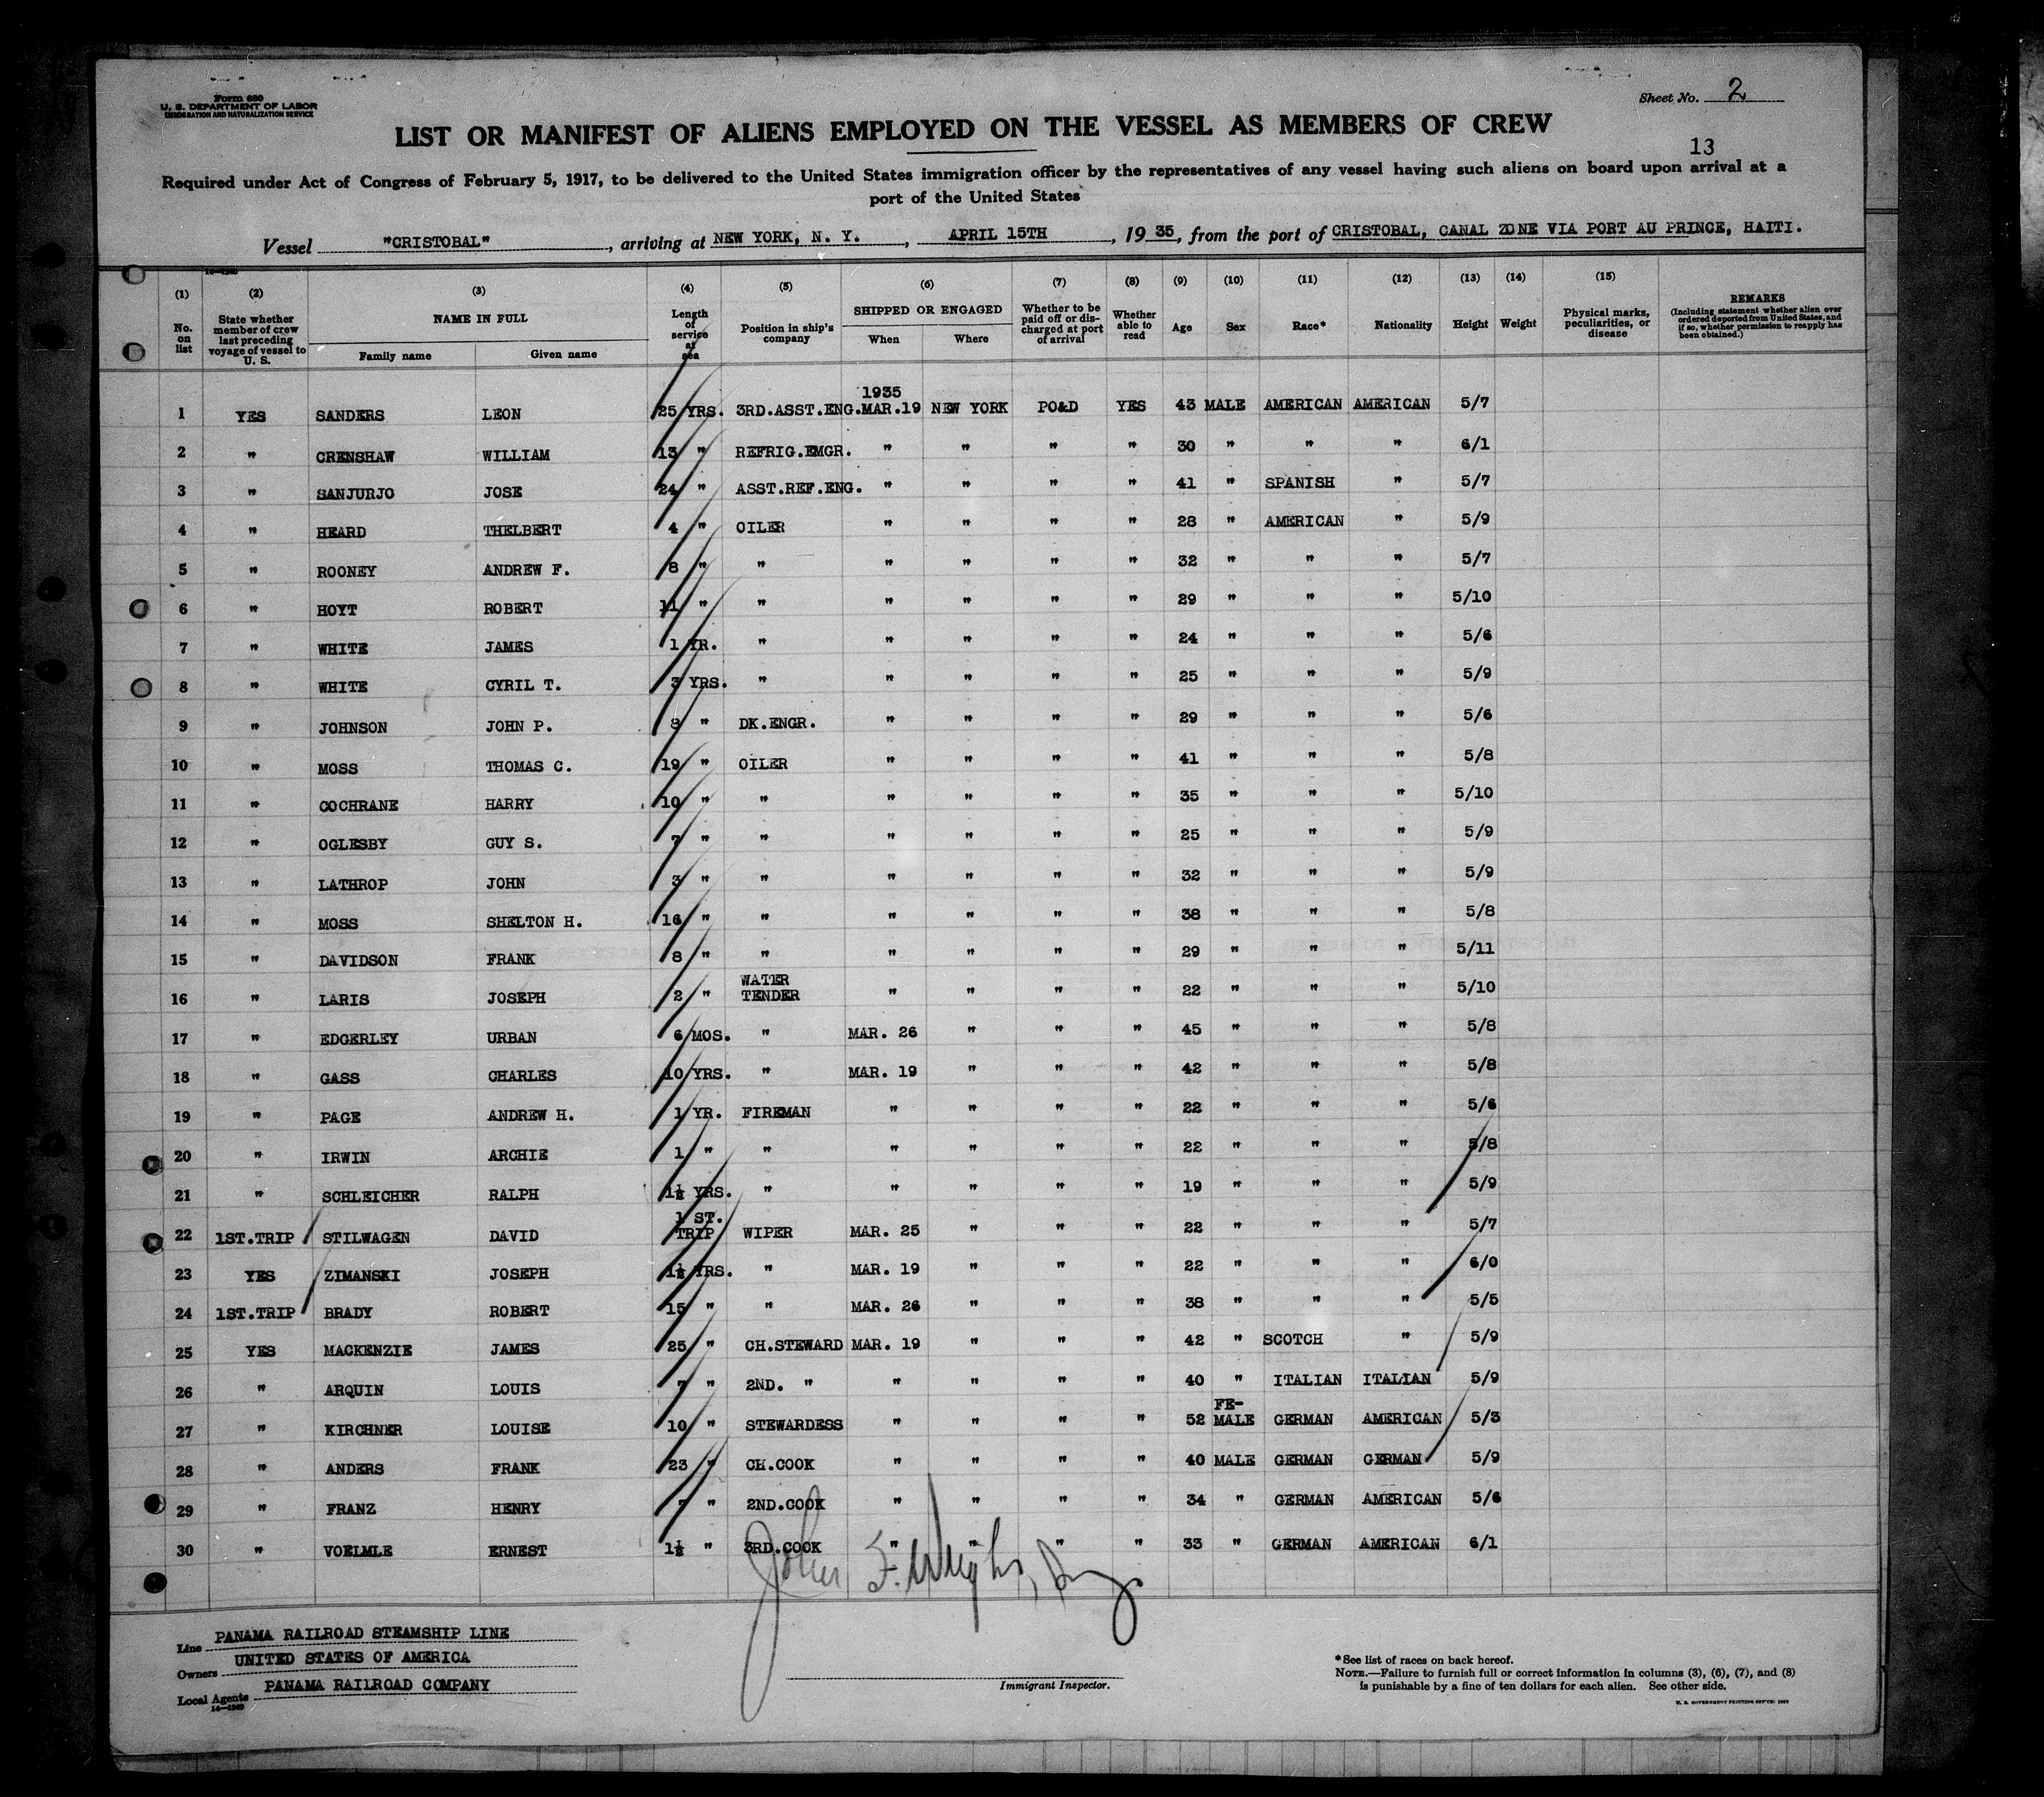 Form 680
U. S. DEPARTMENT OF LABOR
IMMIGRATION AND NATURALIZATION SERVICE
Sheet No. 2
LIST OR MANIFEST OF ALIENS EMPLOYED ON THE VESSEL AS MEMBERS OF CREW
13
Required under Act of Congress of February 5, 1917, to be delivered to the United States immigration officer by the representatives of any vessel having such aliens on board upon arrival at a
port of the United States
Vessel "CRISTOBAL", arriving at NEW YORK, N. Y., APRIL 15TH, 1935, from the port of CRISTOBAL, CANAL ZONE VIA PORT AU PRINCE, HAITI.
(1) (2) (3) (4) (5) (6) (7) (8) (9) (10) (11) (12) (13) (14) (15)
No. on list State whether member of crew last preceding voyage of vessel to U. S. NAME IN FULL Family name Given name Length of service at sea Position in ship's company SHIPPED OR ENGAGED When Where Whether to be paid off or discharged at port of arrival Whether able to read Age Sex Race* Nationality Height Weight Physical marks, peculiarities, or disease REMARKS (Including statement whether alien ever ordered deported from United States, and if so, whether permission to reapply has been obtained.)
1935
1 YES SANDERS LEON 25 YRS. 3RD.ASST.ENG. MAR.19 NEW YORK PO&D YES 43 MALE AMERICAN AMERICAN 5/7
2 " CRENSHAW WILLIAM 13 " REFRIG.EMGR. " " " " 30 " " " 6/1
3 " SANJURJO JOSE 24 " ASST.REF.ENG. " " " " 41 " SPANISH " 5/7
4 " HEARD THELBERT 4 " OILER " " " " 28 " AMERICAN " 5/9
5 " ROONEY ANDREW F. 8 " " " " " " 32 " " " 5/7
6 " HOYT ROBERT 11 " " " " " " 29 " " " 5/10
7 " WHITE JAMES 1 YR. " " " " " 24 " " " 5/6
8 " WHITE CYRIL T. 3 YRS. " " " " " 25 " " " 5/9
9 " JOHNSON JOHN P. 8 " DK.ENGR. " " " " 29 " " " 5/6
10 " MOSS THOMAS C. 19 " OILER " " " " 41 " " " 5/8
11 " COCHRANE HARRY 10 " " " " " " 35 " " " 5/10
12 " OGLESBY GUY S. 7 " " " " " " 25 " " " 5/9
13 " LATHROP JOHN 3 " " " " " " 32 " " " 5/9
14 " MOSS SHELTON H. 16 " " " " " " 38 " " " 5/8
15 " DAVIDSON FRANK 8 " " " " " " 29 " " " 5/11
16 " LARIS JOSEPH 2 " WATER TENDER " " " " 22 " " " 5/10
17 " EDGERLEY URBAN 6 MOS. " MAR. 26 " " " 45 " " " 5/8
18 " GASS CHARLES 10 YRS. " MAR. 19 " " " 42 " " " 5/8
19 " PAGE ANDREW H. 1 YR. FIREMAN " " " " 22 " " " 5/6
20 " IRWIN ARCHIE 1 " " " " " " 22 " " " 5/8
21 " SCHLEICHER RALPH 1½ YRS. " " " " " 19 " " " 5/9
22 1ST.TRIP STILWAGEN DAVID 1 ST. TRIP WIPER MAR. 25 " " " 22 " " " 5/7
23 YES ZIMANSKI JOSEPH 1½ YRS. " MAR. 19 " " " 22 " " " 6/0
24 1ST.TRIP BRADY ROBERT 15 " " MAR. 26 " " " 38 " " " 5/5
25 YES MACKENZIE JAMES 25 " CH.STEWARD MAR. 19 " " " 42 " SCOTCH " 5/9
26 " ARQUIN LOUIS 7 " 2ND. " " " " " 40 " ITALIAN ITALIAN 5/9
27 " KIRCHNER LOUISE 10 " STEWARDESS " " " " 52 FE-MALE GERMAN AMERICAN 5/3
28 " ANDERS FRANK 23 " CH.COOK " " " " 40 MALE GERMAN GERMAN 5/9
29 " FRANZ HENRY 7 " 2ND.COOK " " " " 34 " GERMAN AMERICAN 5/6
30 " VOELMLE ERNEST 1½ " 3RD.COOK " " " " 33 " GERMAN AMERICAN 6/1
John F.
Line PANAMA RAILROAD STEAMSHIP LINE
Owners UNITED STATES OF AMERICA
Local Agents PANAMA RAILROAD COMPANY
Immigrant Inspector.
*See list of races on back hereof.
NOTE.—Failure to furnish full or correct information in columns (3), (6), (7), and (8)
is punishable by a fine of ten dollars for each alien. See other side.